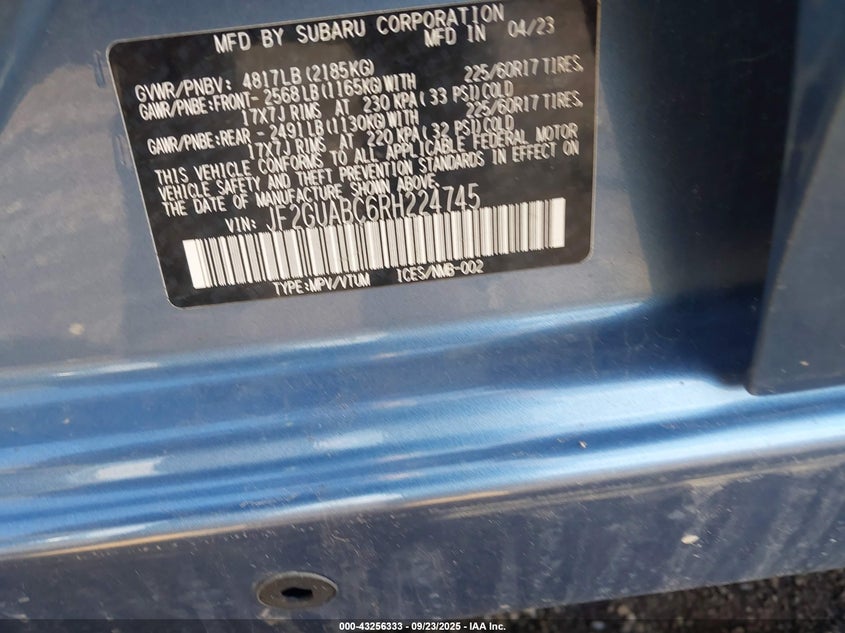 MFD BY SUBARU CORPORATION
MFD IN 04/23
GVWR/PNBV: 4817LB (2185KG)
GAWR/PNBE:FRONT- 2568LB(1165KG)WITH 225/60R17 TIRES,
17X7J RIMS AT 230 KPA(33 PSI)COLD
GAWR/PNBE:REAR - 2491LB(1130KG)WITH 225/60R17 TIRES,
17X7J RIMS AT 220 KPA(32 PSI)COLD
THIS VEHICLE CONFORMS TO ALL APPLICABLE FEDERAL MOTOR
VEHICLE SAFETY AND THEFT PREVENTION STANDARDS IN EFFECT ON
THE DATE OF MANUFACTURE SHOWN ABOVE.
VIN: JF2GUABC6RH224745
TYPE:MPV/VTUM ICES/NMB-002
000-43256333 - 09/23/2025 - IAA Inc.